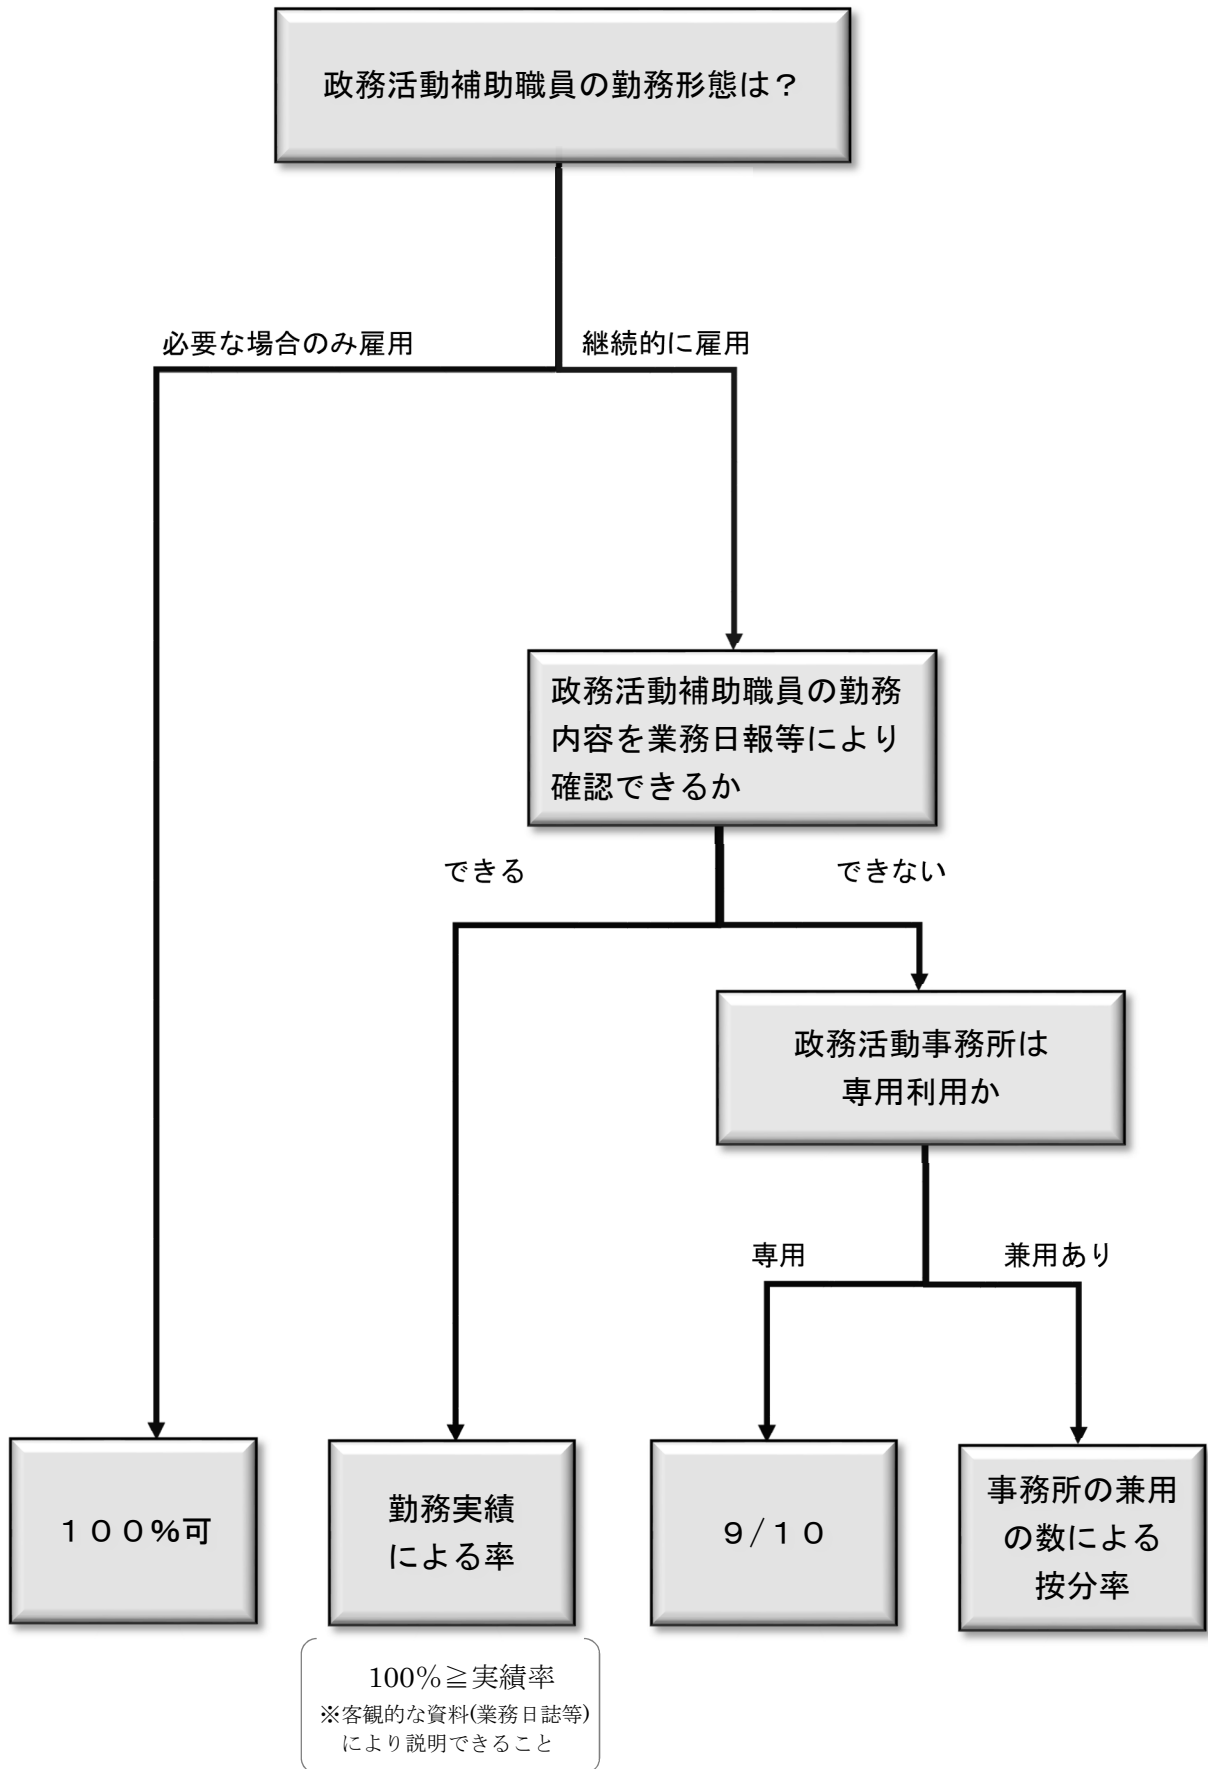 政務活動補助職員の勤務形態は？
必要な場合のみ雇用
継続的に雇用
政務活動補助職員の勤務
内容を業務日報等により
確認できるか
できる
できない
政務活動事務所は
専用利用か
専用
兼用あり
１００％可
勤務実績
による率
９/１０
事務所の兼用
の数による
按分率
100％≧実績率
※客観的な資料(業務日誌等)
により説明できること